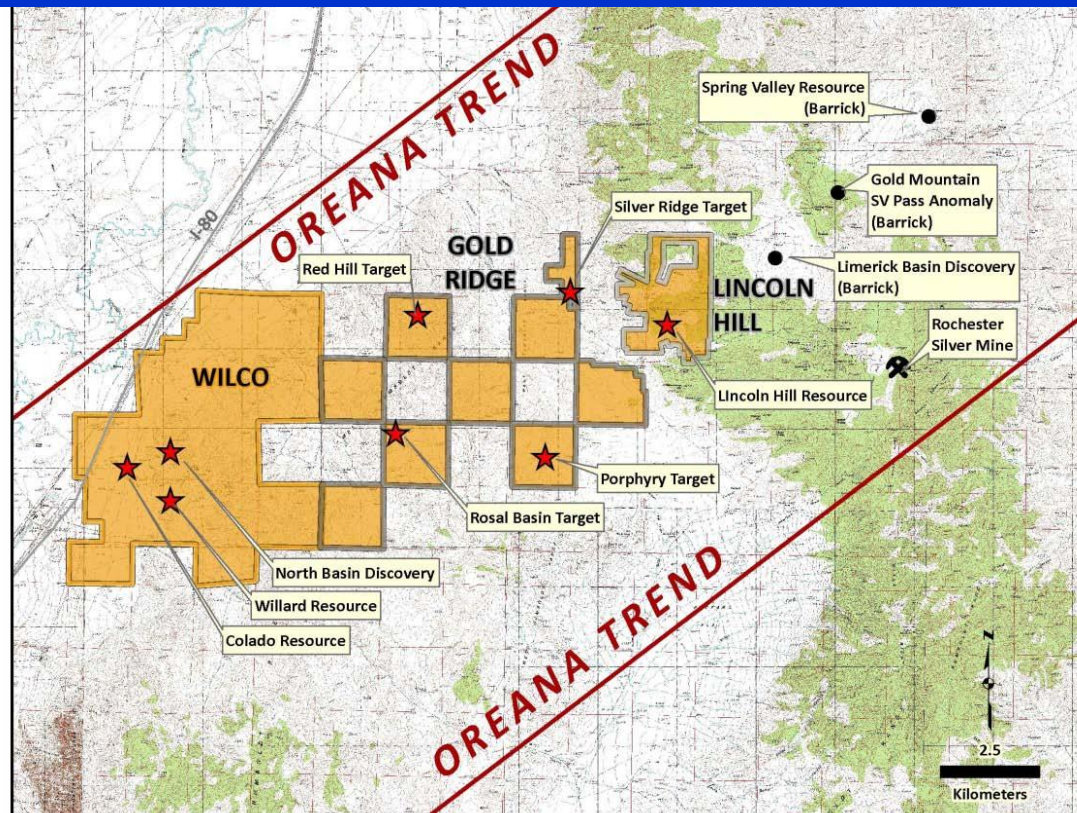 OREANA TREND
I-80
Spring Valley Resource
(Barrick)
Gold Mountain
SV Pass Anomaly
(Barrick)
Silver Ridge Target
GOLD
RIDGE
Red Hill Target
Limerick Basin Discovery
(Barrick)
LINCOLN
HILL
Rochester
Silver Mine
WILCO
LIncoln Hill Resource
Porphyry Target
Rosal Basin Target
North Basin Discovery
Willard Resource
Colado Resource
OREANA TREND
N
2.5
Kilometers